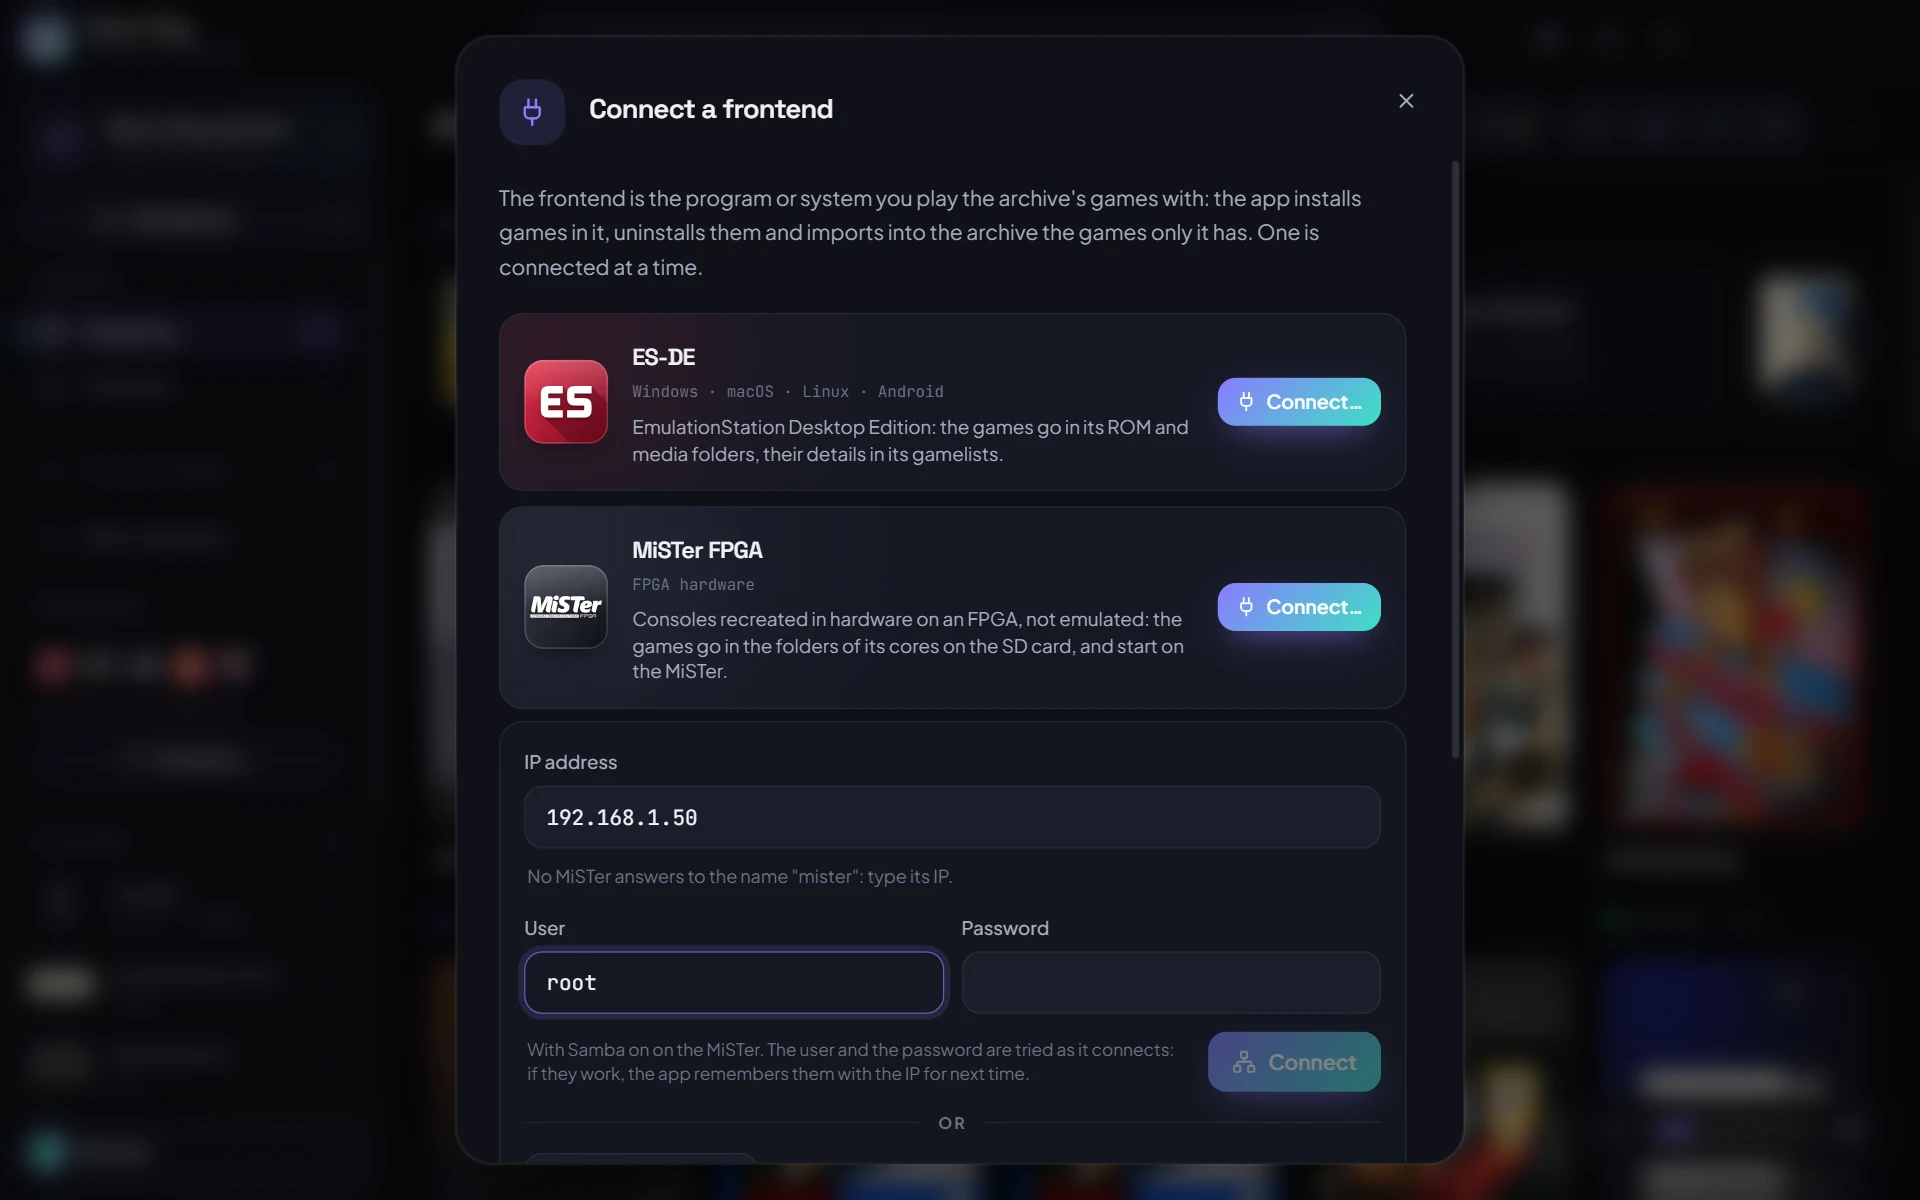 Connect a frontend
The frontend is the program or system you play the archive's games with: the app installs
games in it, uninstalls them and imports into the archive the games only it has. One is
connected at a time.
ES
ES-DE
Windows · macOS · Linux · Android
EmulationStation Desktop Edition: the games go in its ROM and
media folders, their details in its gamelists.
Connect...
MiSTer
MiSTer FPGA
FPGA hardware
Consoles recreated in hardware on an FPGA, not emulated: the
games go in the folders of its cores on the SD card, and start on
the MiSTer.
Connect...
IP address
192.168.1.50
No MiSTer answers to the name "mister": type its IP.
User
Password
root
With Samba on on the MiSTer. The user and the password are tried as it connects:
if they work, the app remembers them with the IP for next time.
Connect
OR